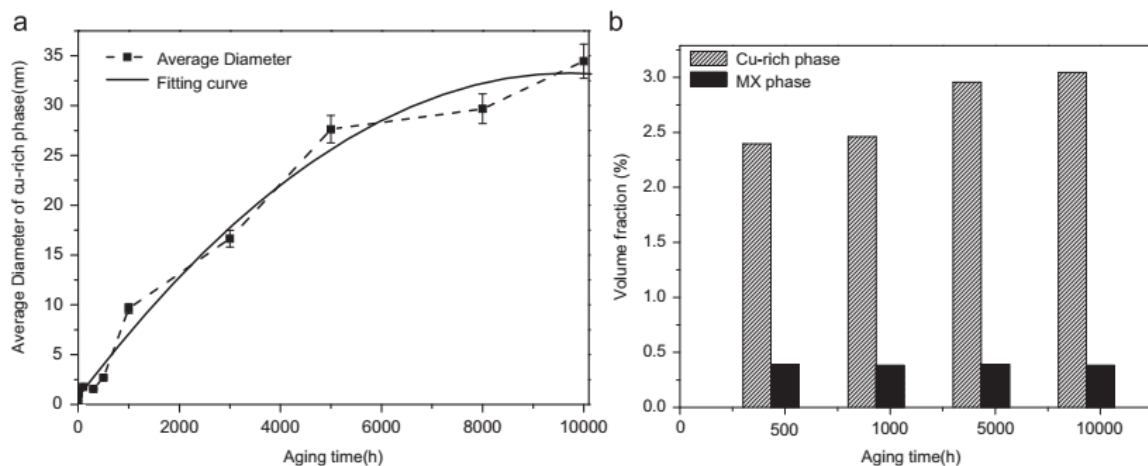 a
Average Diameter of cu-rich phase(nm)
35
30
25
20
15
10
5
0
Average Diameter
Fitting curve
0 2000 4000 6000 8000 10000
Aging time(h)
b
Volume fraction (%)
3.0
2.5
2.0
1.5
1.0
0.5
0.0
Cu-rich phase
MX phase
0 500 1000 5000 10000
Aging time(h)